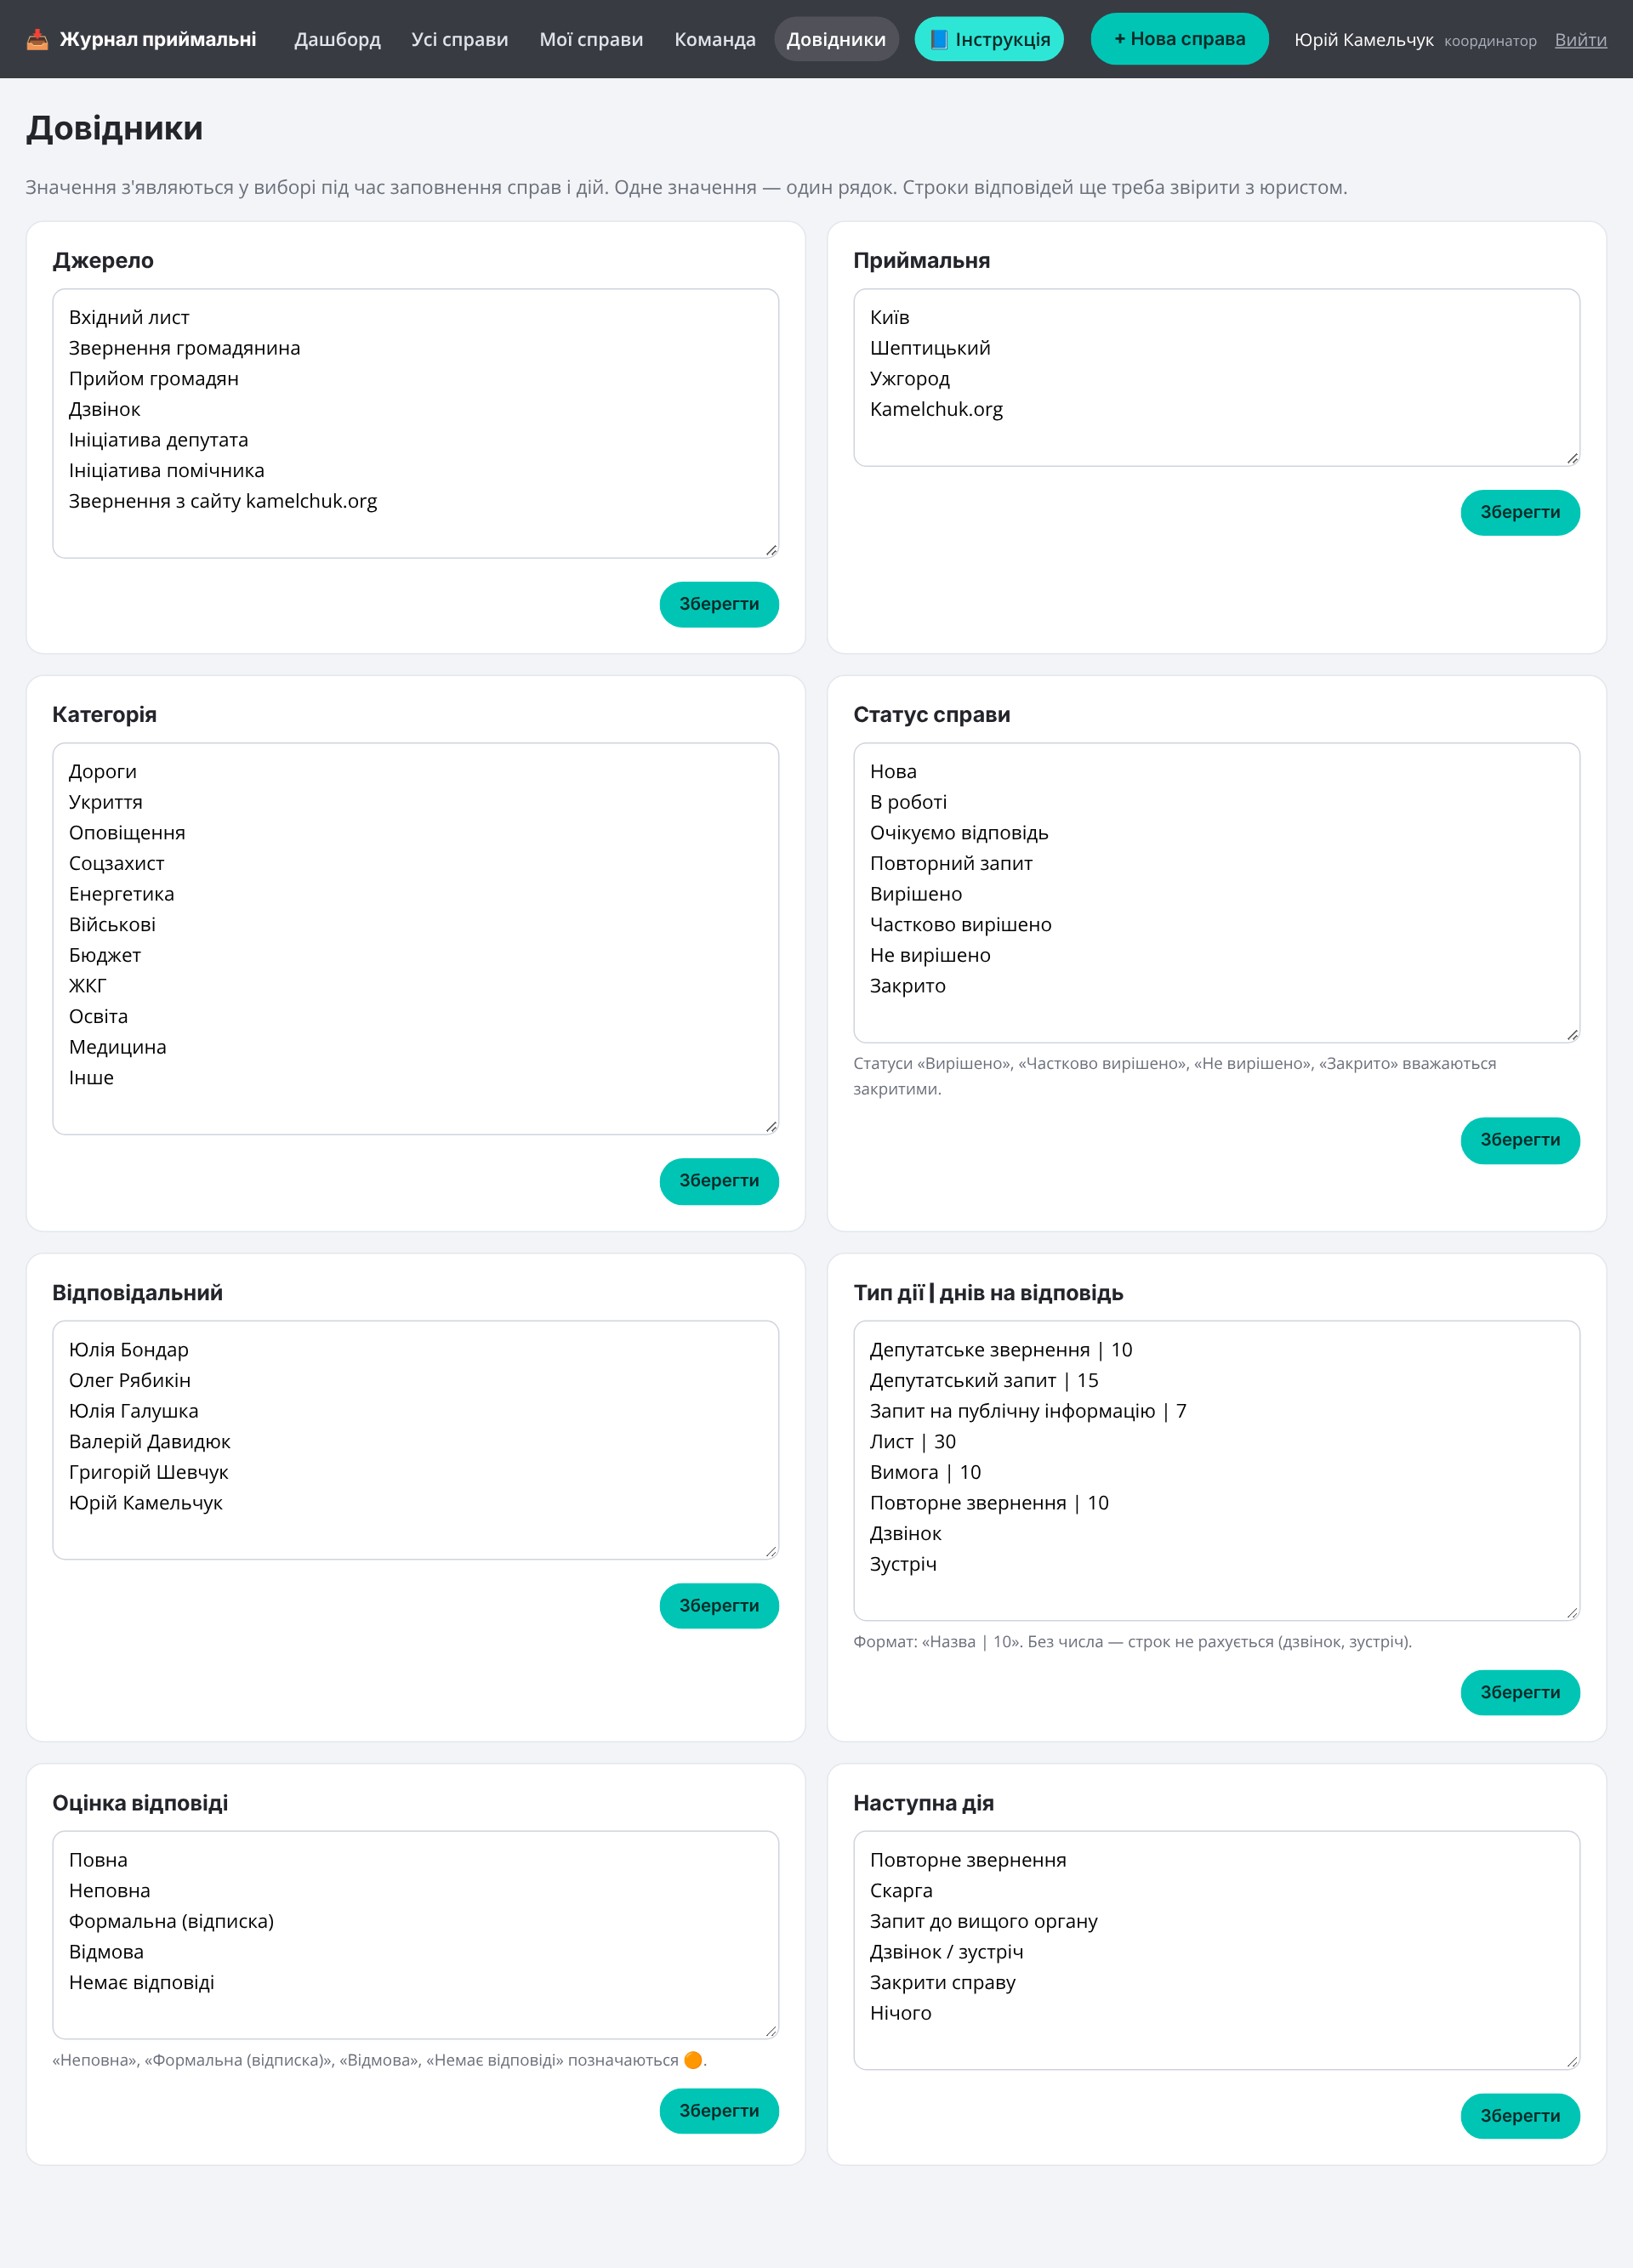 📥 Журнал приймальні Дашборд Усі справи Мої справи Команда Довідники 📘 Інструкція + Нова справа Юрій Камельчук координатор Вийти
Довідники
Значення з'являються у виборі під час заповнення справ і дій. Одне значення — один рядок. Строки відповідей ще треба звірити з юристом.
Джерело
Вхідний лист
Звернення громадянина
Прийом громадян
Дзвінок
Ініціатива депутата
Ініціатива помічника
Звернення з сайту kamelchuk.org
Зберегти
Приймальня
Київ
Шептицький
Ужгород
Kamelchuk.org
Зберегти
Категорія
Дороги
Укриття
Оповіщення
Соцзахист
Енергетика
Військові
Бюджет
ЖКГ
Освіта
Медицина
Інше
Зберегти
Статус справи
Нова
В роботі
Очікуємо відповідь
Повторний запит
Вирішено
Частково вирішено
Не вирішено
Закрито
Статуси «Вирішено», «Частково вирішено», «Не вирішено», «Закрито» вважаються
закритими.
Зберегти
Відповідальний
Юлія Бондар
Олег Рябикін
Юлія Галушка
Валерій Давидюк
Григорій Шевчук
Юрій Камельчук
Зберегти
Тип дії | днів на відповідь
Депутатське звернення | 10
Депутатський запит | 15
Запит на публічну інформацію | 7
Лист | 30
Вимога | 10
Повторне звернення | 10
Дзвінок
Зустріч
Формат: «Назва | 10». Без числа — строк не рахується (дзвінок, зустріч).
Зберегти
Оцінка відповіді
Повна
Неповна
Формальна (відписка)
Відмова
Немає відповіді
«Неповна», «Формальна (відписка)», «Відмова», «Немає відповіді» позначаються 🟠.
Зберегти
Наступна дія
Повторне звернення
Скарга
Запит до вищого органу
Дзвінок / зустріч
Закрити справу
Нічого
Зберегти